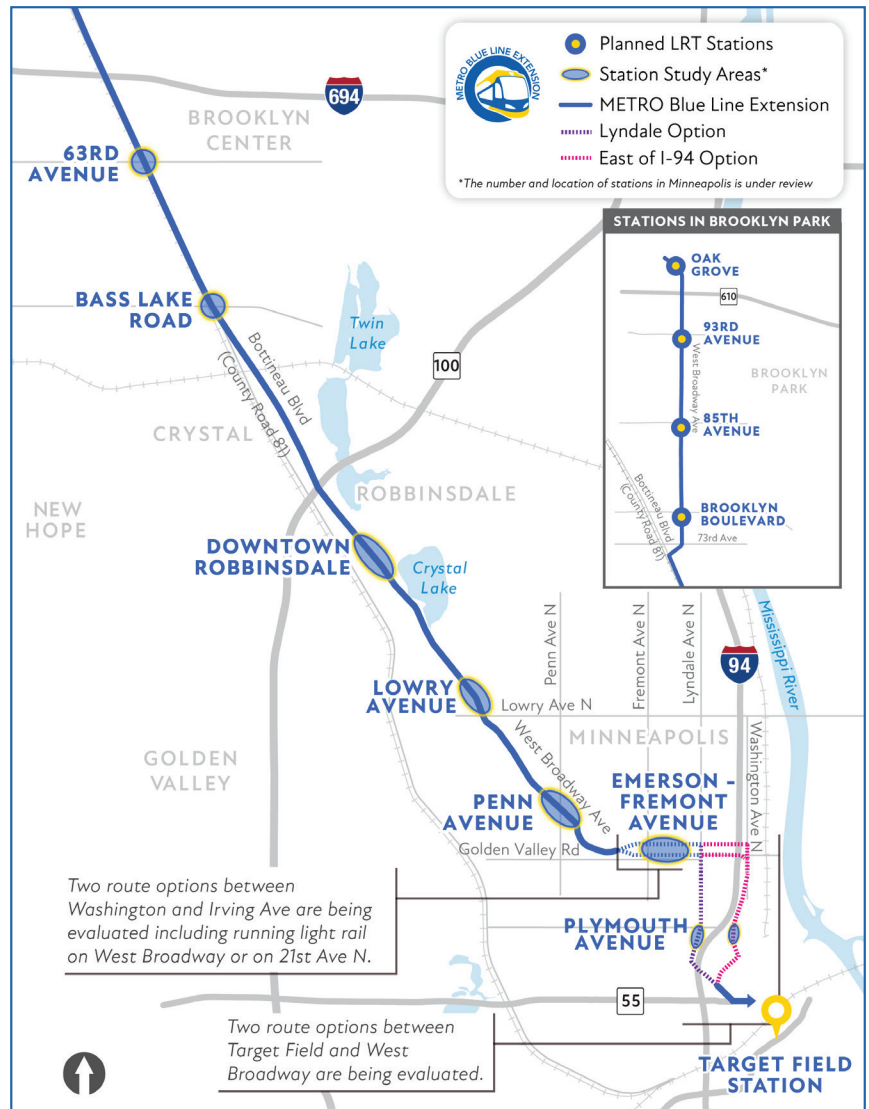 METRO BLUE LINE EXTENSION
Planned LRT Stations
Station Study Areas*
METRO Blue Line Extension
Lyndale Option
East of I-94 Option
*The number and location of stations in Minneapolis is under review
694
BROOKLYN
CENTER
63RD
AVENUE
STATIONS IN BROOKLYN PARK
OAK
GROVE
610
93RD
AVENUE
West Broadway Ave
BROOKLYN
PARK
85TH
AVENUE
Bottineau Blvd
(County Road 81)
BROOKLYN
BOULEVARD
73rd Ave
BASS LAKE
ROAD
Twin
Lake
Bottineau Blvd
(County Road 81)
100
CRYSTAL
ROBBINSDALE
NEW
HOPE
DOWNTOWN
ROBBINSDALE
Crystal
Lake
Penn Ave N
Fremont Ave N
Lyndale Ave N
Mississippi River
94
LOWRY
AVENUE
Lowry Ave N
Washington Ave N
MINNEAPOLIS
West Broadway Ave
GOLDEN
VALLEY
PENN
AVENUE
EMERSON -
FREMONT
AVENUE
Golden Valley Rd
Two route options between
Washington and Irving Ave are being
evaluated including running light rail
on West Broadway or on 21st Ave N.
PLYMOUTH
AVENUE
55
Two route options between
Target Field and West
Broadway are being evaluated.
TARGET FIELD
STATION